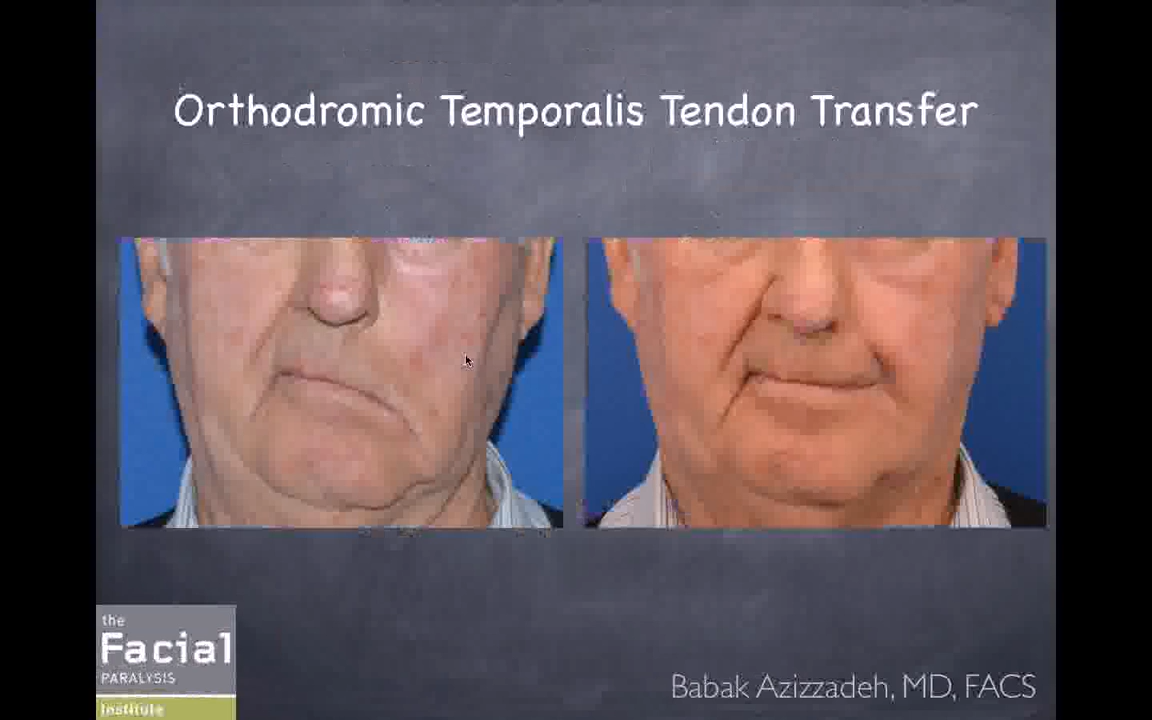 Orthodromic Temporalis Tendon Transfer
the
Facial
PARALYSIS
Institute
Babak Azizzadeh, MD, FACS